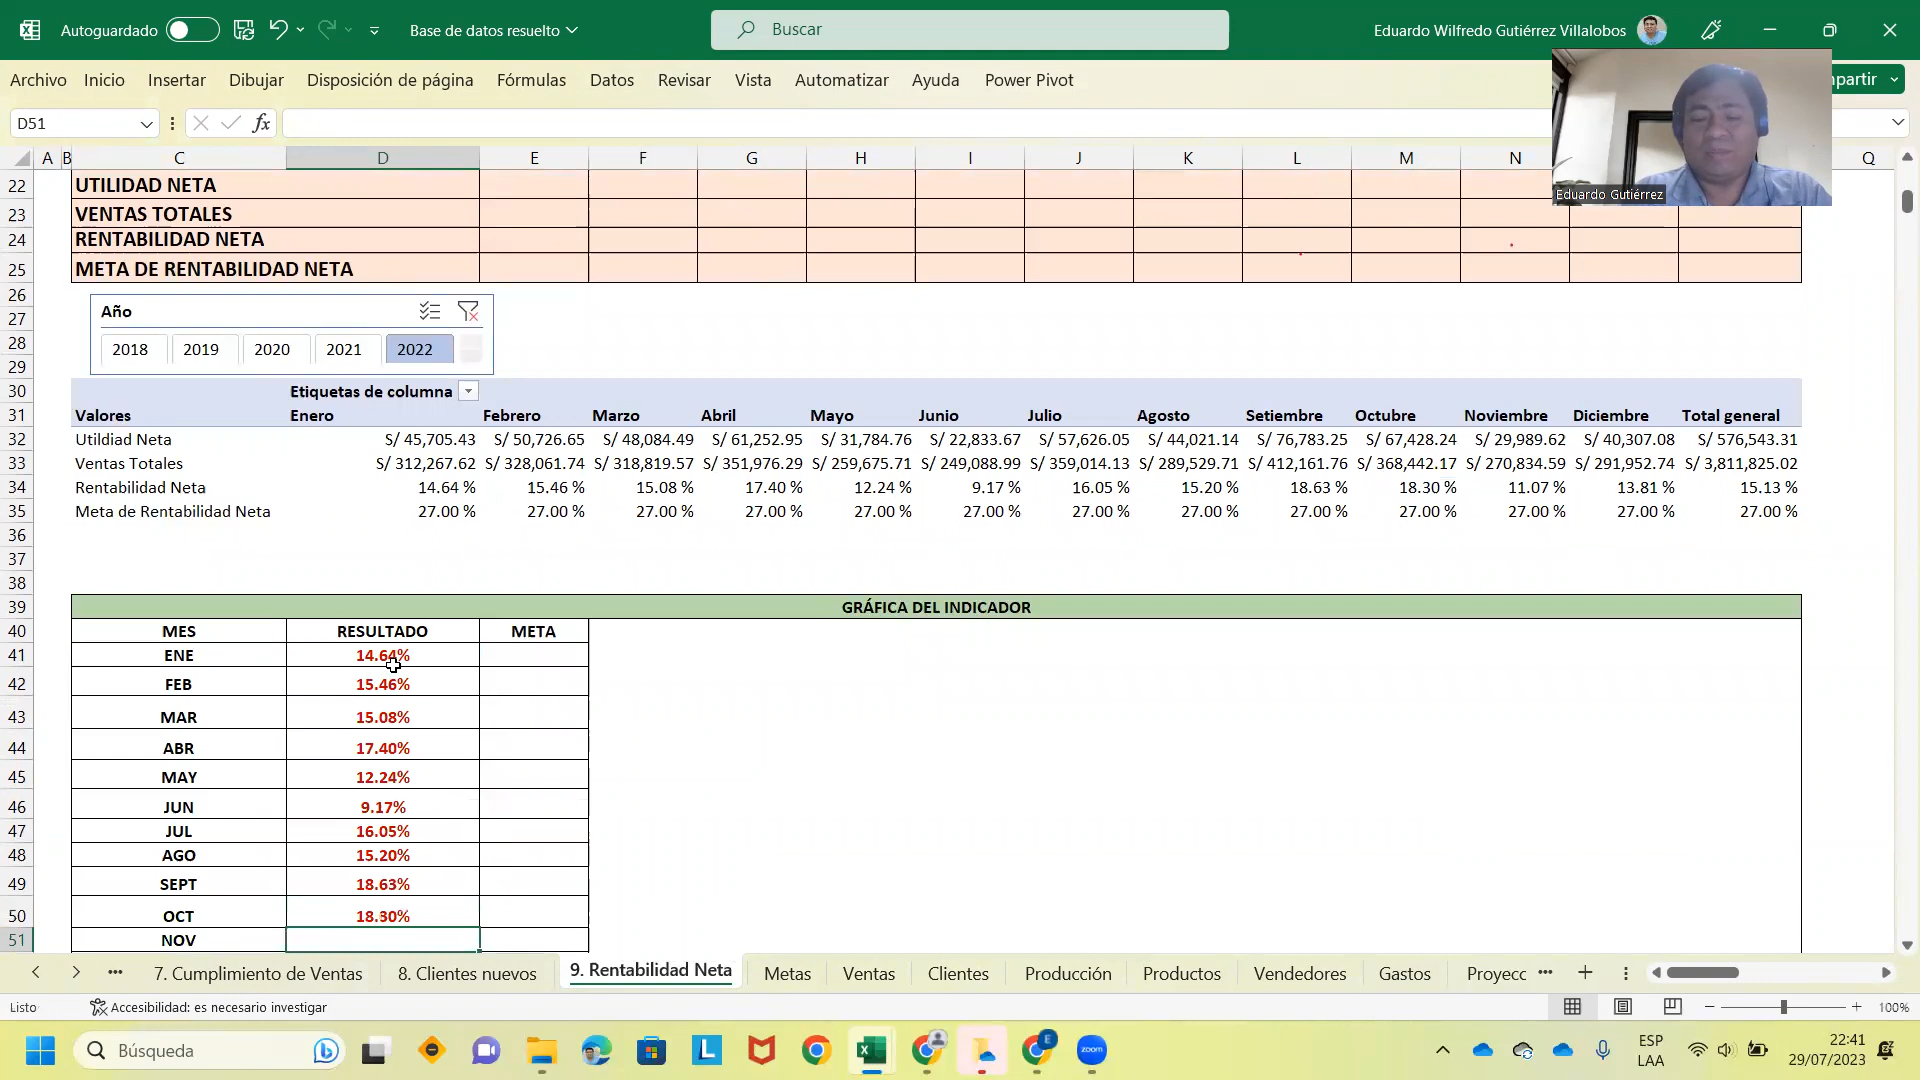 Autoguardado Base de datos resuelto Buscar Eduardo Wilfredo Gutiérrez Villalobos
Archivo Inicio Insertar Dibujar Disposición de página Fórmulas Datos Revisar Vista Automatizar Ayuda Power Pivot partir
D51 fx
Eduardo Gutiérrez
A B C D E F G H I J K L M N Q
22 UTILIDAD NETA
23 VENTAS TOTALES
24 RENTABILIDAD NETA
25 META DE RENTABILIDAD NETA
26
27 Año
28 2018 2019 2020 2021 2022
29
30 Etiquetas de columna
31 Valores Enero Febrero Marzo Abril Mayo Junio Julio Agosto Setiembre Octubre Noviembre Diciembre Total general
32 Utildiad Neta S/ 45,705.43 S/ 50,726.65 S/ 48,084.49 S/ 61,252.95 S/ 31,784.76 S/ 22,833.67 S/ 57,626.05 S/ 44,021.14 S/ 76,783.25 S/ 67,428.24 S/ 29,989.62 S/ 40,307.08 S/ 576,543.31
33 Ventas Totales S/ 312,267.62 S/ 328,061.74 S/ 318,819.57 S/ 351,976.29 S/ 259,675.71 S/ 249,088.99 S/ 359,014.13 S/ 289,529.71 S/ 412,161.76 S/ 368,442.17 S/ 270,834.59 S/ 291,952.74 S/ 3,811,825.02
34 Rentabilidad Neta 14.64 % 15.46 % 15.08 % 17.40 % 12.24 % 9.17 % 16.05 % 15.20 % 18.63 % 18.30 % 11.07 % 13.81 % 15.13 %
35 Meta de Rentabilidad Neta 27.00 % 27.00 % 27.00 % 27.00 % 27.00 % 27.00 % 27.00 % 27.00 % 27.00 % 27.00 % 27.00 % 27.00 % 27.00 %
36
37
38
39 GRÁFICA DEL INDICADOR
40 MES RESULTADO META
41 ENE 14.64%
42 FEB 15.46%
43 MAR 15.08%
44 ABR 17.40%
45 MAY 12.24%
46 JUN 9.17%
47 JUL 16.05%
48 AGO 15.20%
49 SEPT 18.63%
50 OCT 18.30%
51 NOV
7. Cumplimiento de Ventas 8. Clientes nuevos 9. Rentabilidad Neta Metas Ventas Clientes Producción Productos Vendedores Gastos Proyecc
Listo Accesibilidad: es necesario investigar 100%
Búsqueda zoom ESP LAA 22:41 29/07/2023